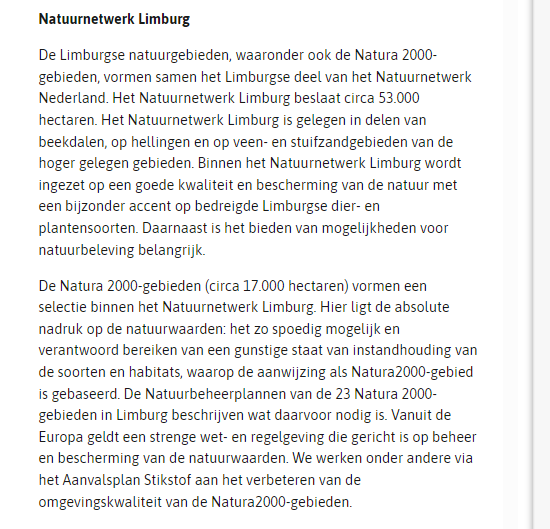 Natuurnetwerk Limburg
De Limburgse natuurgebieden, waaronder ook de Natura 2000-
gebieden, vormen samen het Limburgse deel van het Natuurnetwerk
Nederland. Het Natuurnetwerk Limburg beslaat circa 53.000
hectaren. Het Natuurnetwerk Limburg is gelegen in delen van
beekdalen, op hellingen en op veen- en stuifzandgebieden van de
hoger gelegen gebieden. Binnen het Natuurnetwerk Limburg wordt
ingezet op een goede kwaliteit en bescherming van de natuur met
een bijzonder accent op bedreigde Limburgse dier- en
plantensoorten. Daarnaast is het bieden van mogelijkheden voor
natuurbeleving belangrijk.
De Natura 2000-gebieden (circa 17.000 hectaren) vormen een
selectie binnen het Natuurnetwerk Limburg. Hier ligt de absolute
nadruk op de natuurwaarden: het zo spoedig mogelijk en
verantwoord bereiken van een gunstige staat van instandhouding van
de soorten en habitats, waarop de aanwijzing als Natura2000-gebied
is gebaseerd. De Natuurbeheerplannen van de 23 Natura 2000-
gebieden in Limburg beschrijven wat daarvoor nodig is. Vanuit de
Europa geldt een strenge wet- en regelgeving die gericht is op beheer
en bescherming van de natuurwaarden. We werken onder andere via
het Aanvalsplan Stikstof aan het verbeteren van de
omgevingskwaliteit van de Natura2000-gebieden.